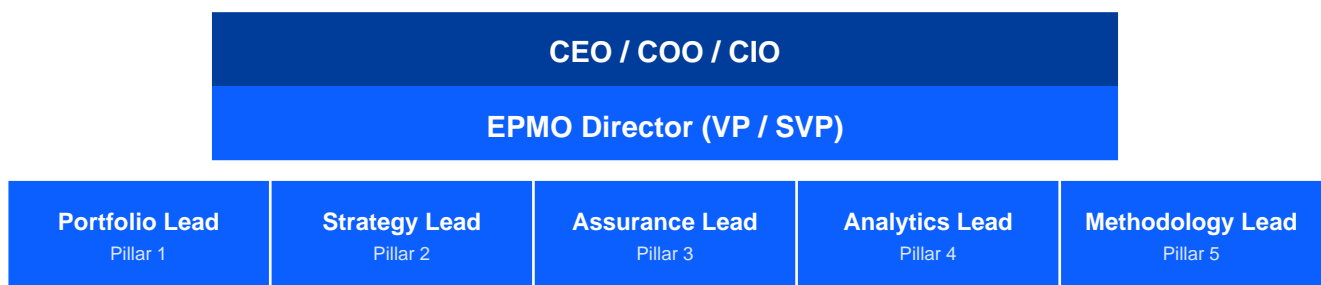 CEO / COO / CIO
EPMO Director (VP / SVP)
Portfolio Lead
Pillar 1
Strategy Lead
Pillar 2
Assurance Lead
Pillar 3
Analytics Lead
Pillar 4
Methodology Lead
Pillar 5